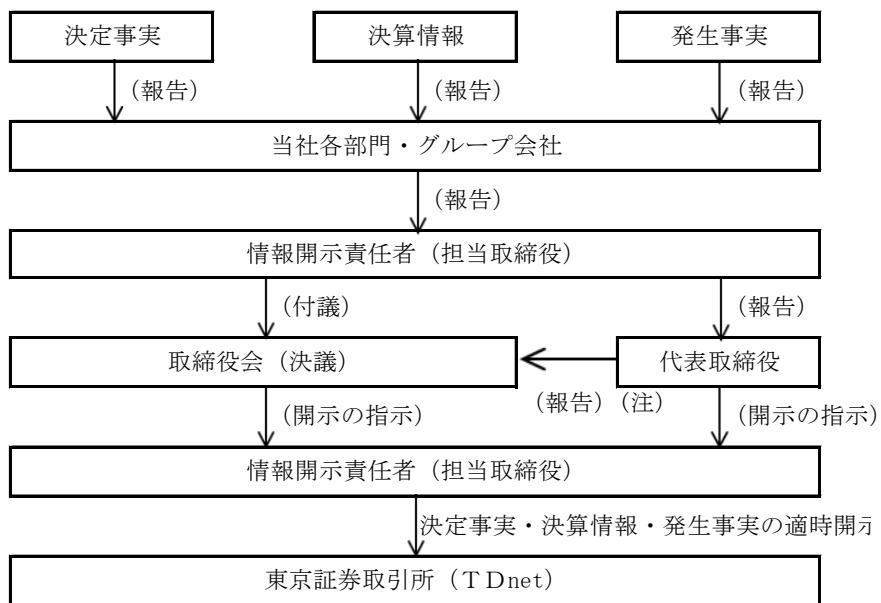 決定事実
決算情報
発生事実
(報告)
(報告)
(報告)
当社各部門・グループ会社
(報告)
情報開示責任者(担当取締役)
(付議)
(報告)
取締役会(決議)
代表取締役
(報告)(注)
(開示の指示)
(開示の指示)
情報開示責任者(担当取締役)
決定事実・決算情報・発生事実の適時開示
東京証券取引所(TDnet)